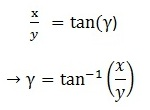 x/y = tan(γ)
→ γ = tan⁻¹(x/y)